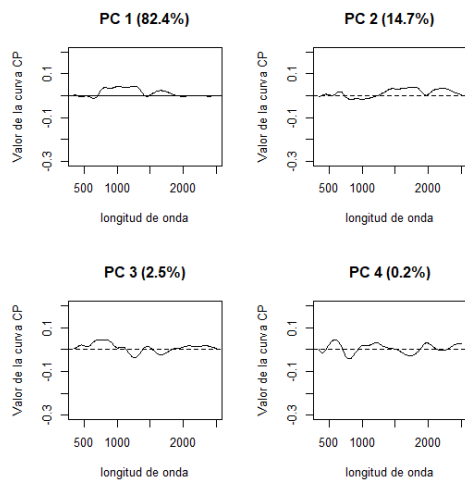 PC 1 (82.4%)
Valor de la curva CP
0.1
-0.1
-0.3
500 1000 2000
longitud de onda
PC 2 (14.7%)
Valor de la curva CP
0.1
-0.1
-0.3
500 1000 2000
longitud de onda
PC 3 (2.5%)
Valor de la curva CP
0.1
-0.1
-0.3
500 1000 2000
longitud de onda
PC 4 (0.2%)
Valor de la curva CP
0.1
-0.1
-0.3
500 1000 2000
longitud de onda